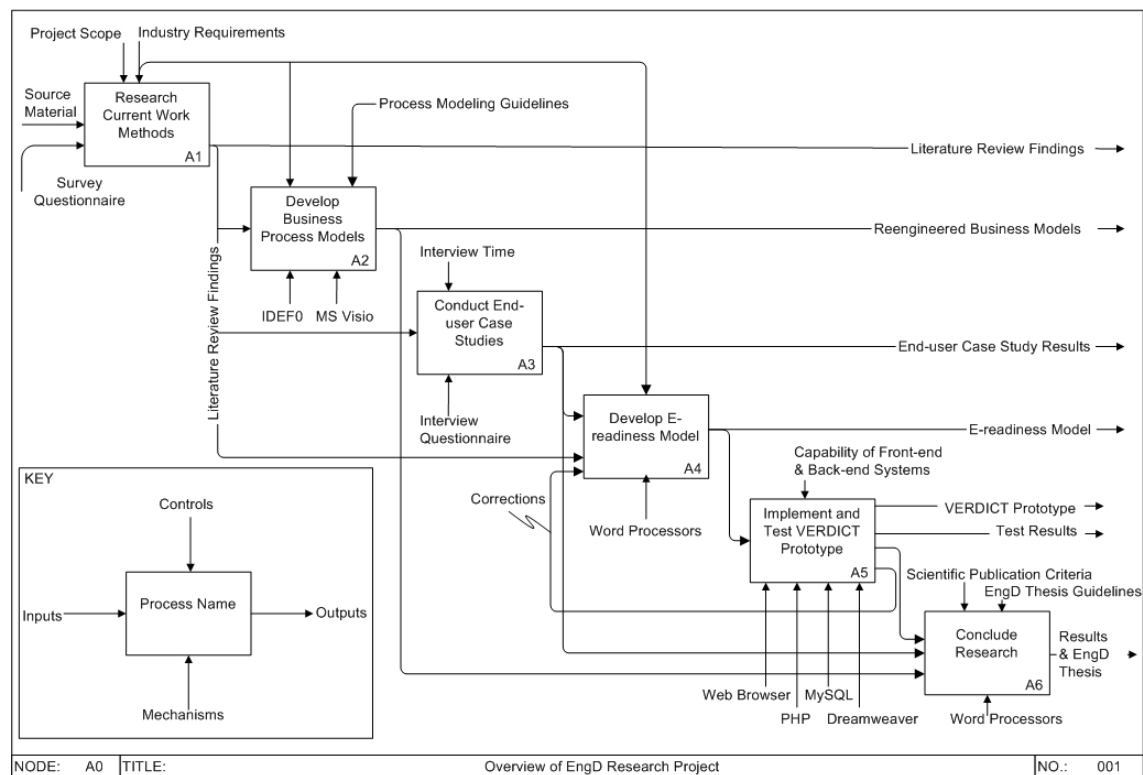 Project Scope
Industry Requirements
Source
Material
Research
Current Work
Methods
A1
Process Modeling Guidelines
Literature Review Findings
Survey
Questionnaire
Develop
Business
Process Models
A2
Reengineered Business Models
Literature Review Findings
Interview Time
IDEF0
MS Visio
Conduct End-
user Case
Studies
A3
End-user Case Study Results
Interview
Questionnaire
Develop E-
readiness Model
A4
E-readiness Model
Capability of Front-end
& Back-end Systems
KEY
Controls
Process Name
Inputs
Outputs
Mechanisms
Corrections
Word Processors
Implement and
Test VERDICT
Prototype
A5
VERDICT Prototype
Test Results
Scientific Publication Criteria
EngD Thesis Guidelines
Conclude
Research
A6
Results
& EngD
Thesis
Web Browser
MySQL
PHP
Dreamweaver
Word Processors
NODE: A0 TITLE: Overview of EngD Research Project NO.: 001